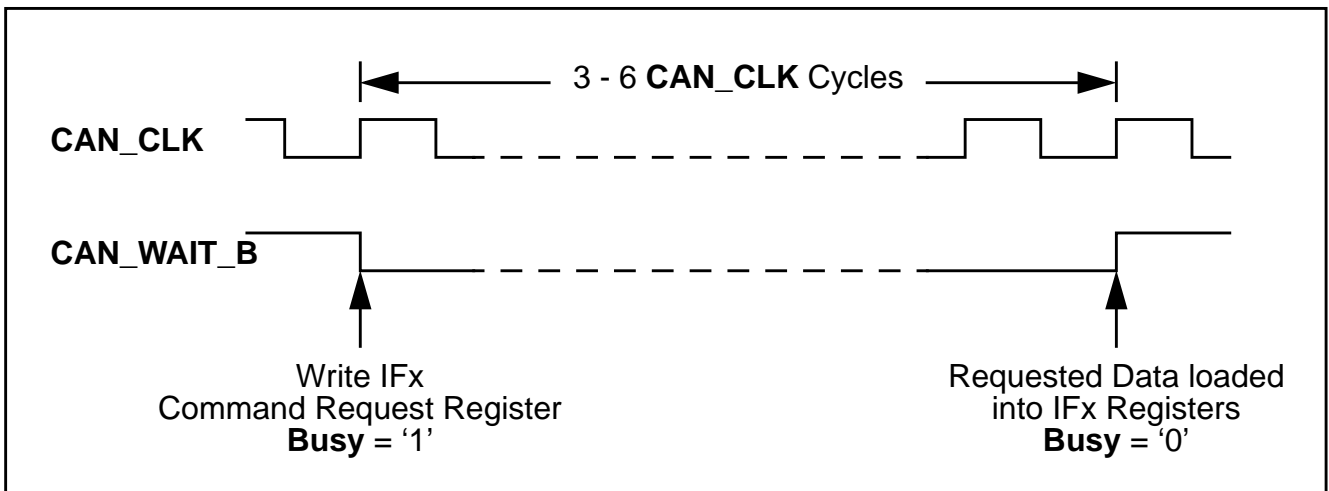 3 - 6 CAN_CLK Cycles
CAN_CLK
CAN_WAIT_B
Write IFx
Command Request Register
Busy = ‘1’
Requested Data loaded
into IFx Registers
Busy = ‘0’